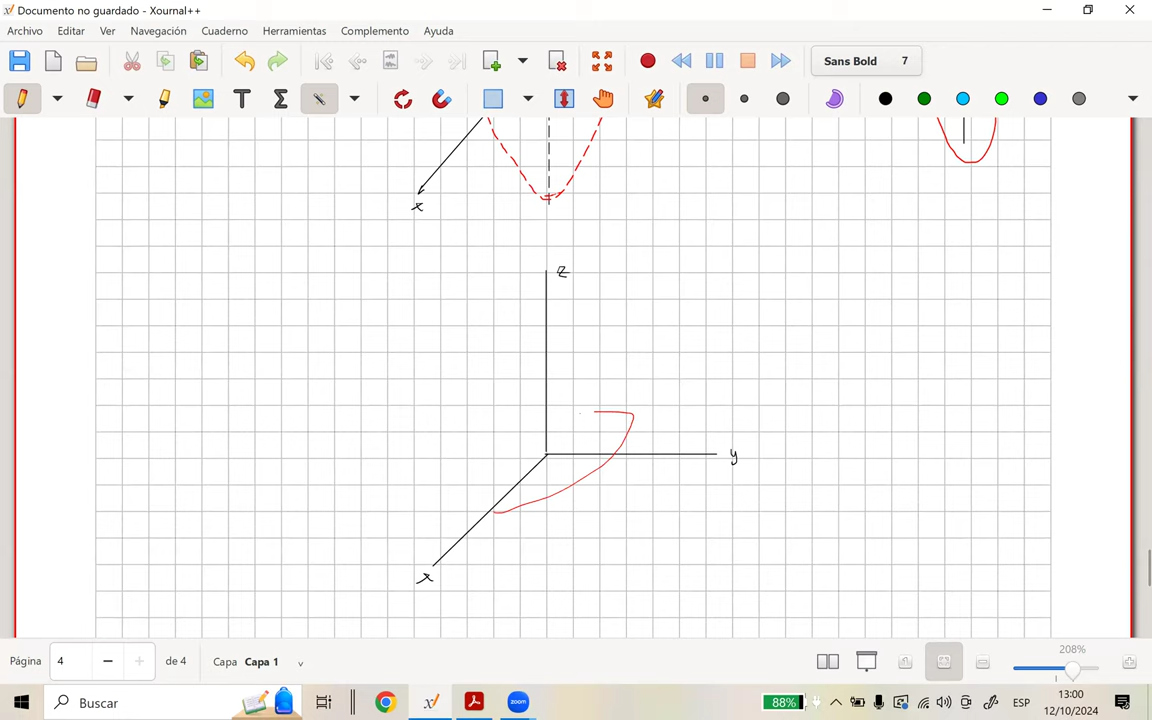 Documento no guardado - Xournal++
Archivo Editar Ver Navegación Cuaderno Herramientas Complemento Ayuda
Sans Bold 7
x
z
y
x
Página 4 de 4 Capa Capa 1
208%
Buscar
zoom
88%
ESP
13:00
12/10/2024